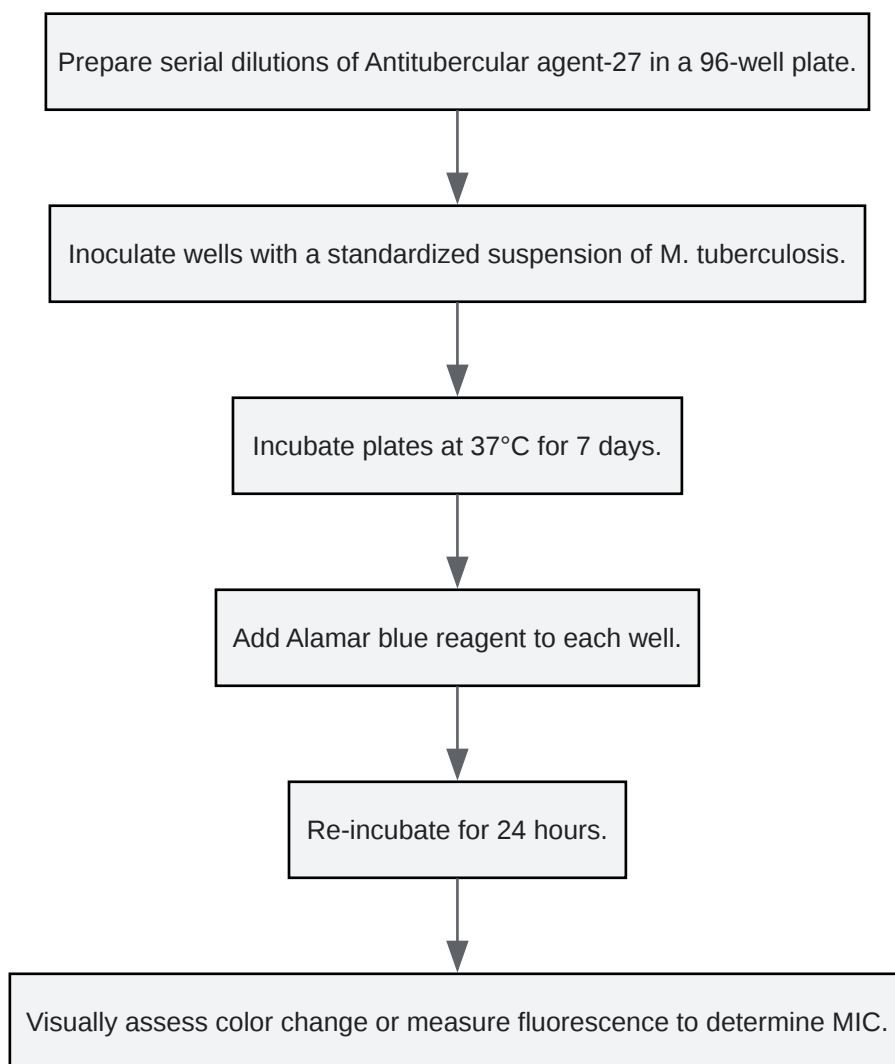 Prepare serial dilutions of Antitubercular agent-27 in a 96-well plate.
Inoculate wells with a standardized suspension of M. tuberculosis.
Incubate plates at 37°C for 7 days.
Add Alamar blue reagent to each well.
Re-incubate for 24 hours.
Visually assess color change or measure fluorescence to determine MIC.